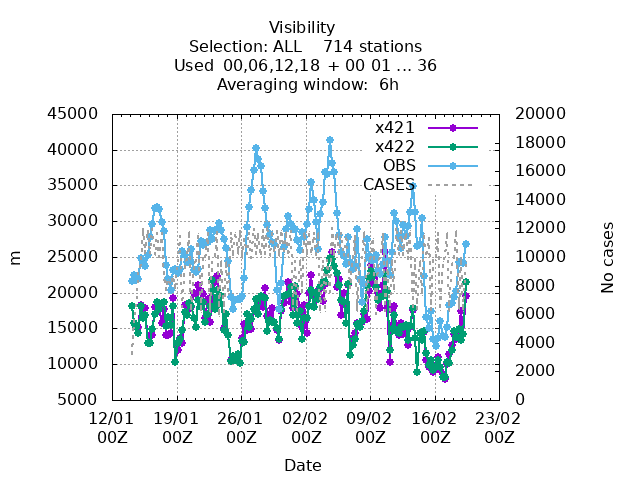 Visibility
Selection: ALL    714 stations
Used  00,06,12,18  + 00  01 ... 36
Averaging window:  6h
45000
40000
35000
30000
25000
20000
15000
10000
5000
m
20000
18000
16000
14000
12000
10000
8000
6000
4000
2000
0
No cases
x421
x422
OBS
CASES
12/01 19/01 26/01 02/02 09/02 16/02 23/02
00Z 00Z 00Z 00Z 00Z 00Z 00Z
Date